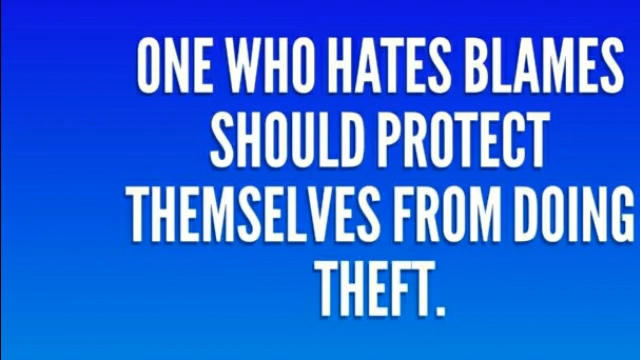 ONE WHO HATES BLAMES
SHOULD PROTECT
THEMSELVES FROM DOING
THEFT.